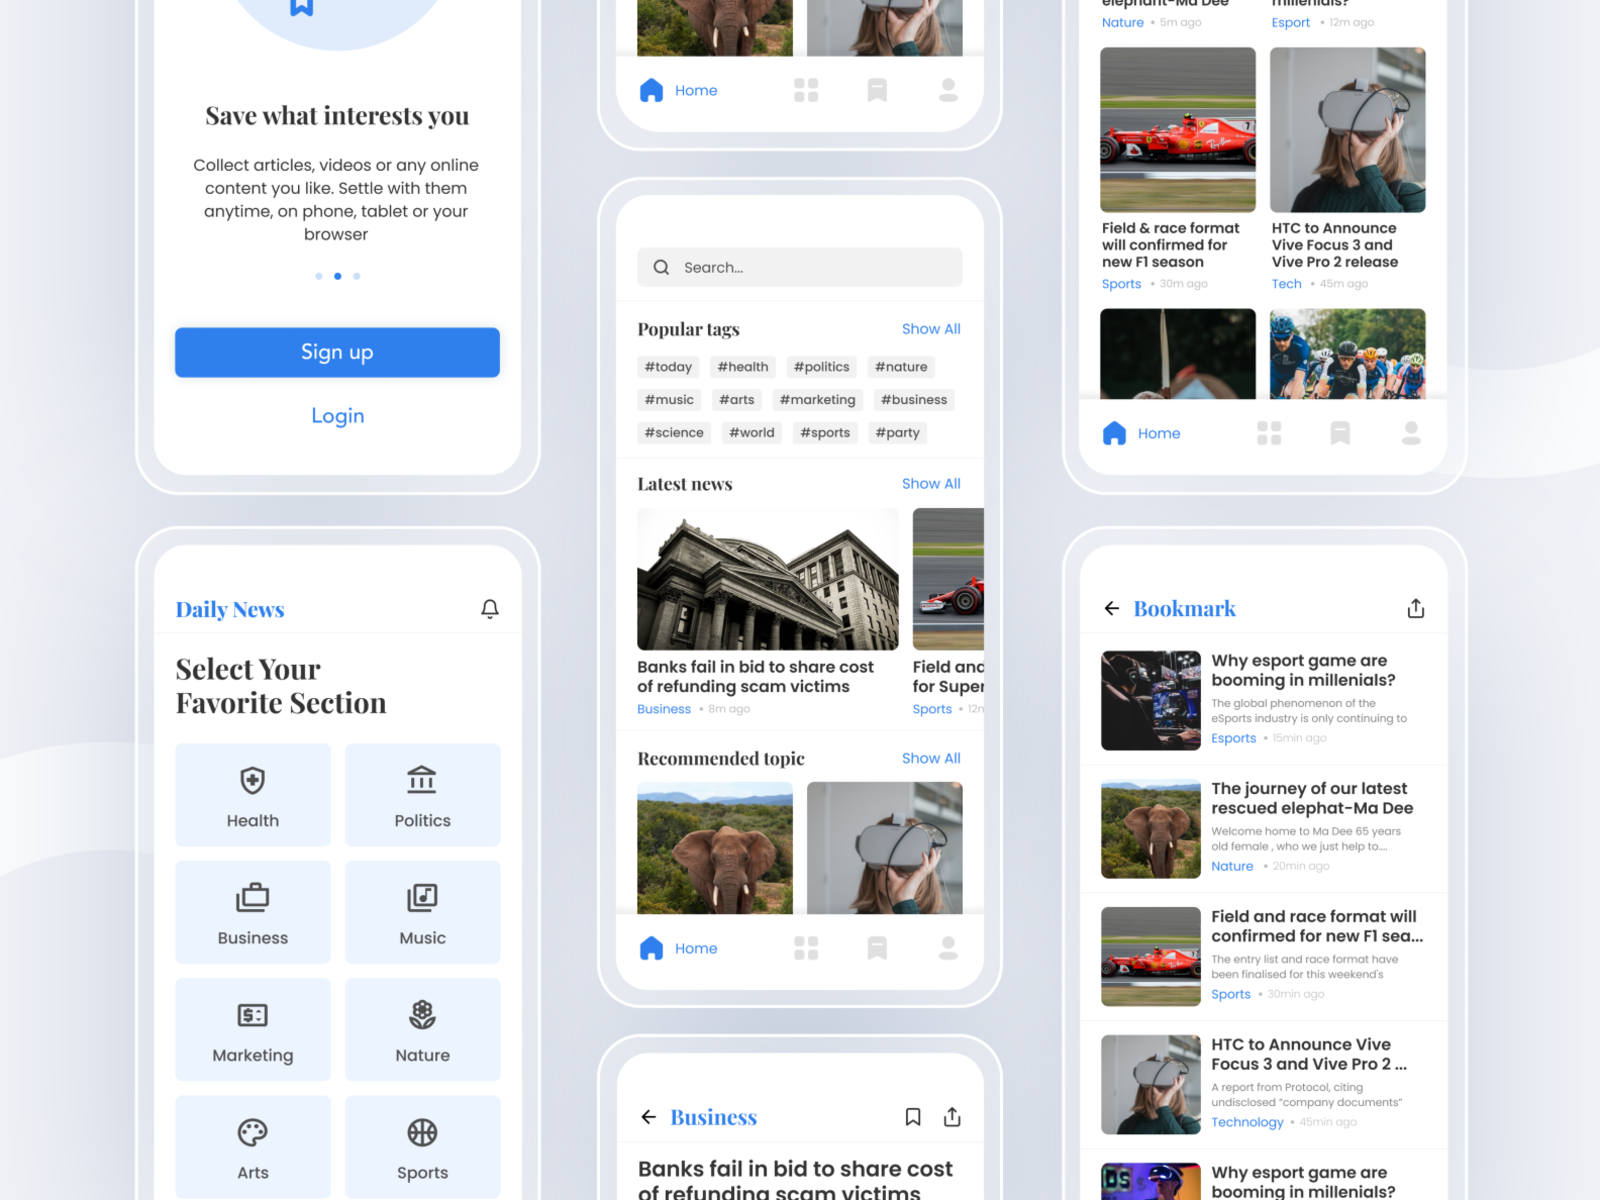 Save what interests you
Collect articles, videos or any online
content you like. Settle with them
anytime, on phone, tablet or your
browser
Sign up
Login
Daily News
Select Your
Favorite Section
Health
Politics
Business
Music
Marketing
Nature
Arts
Sports
Home
Search...
Popular tags
Show All
#today #health #politics #nature
#music #arts #marketing #business
#science #world #sports #party
Latest news
Show All
Banks fail in bid to share cost
of refunding scam victims
Business • 8m ago
Field and
for Super
Sports • 12m
Recommended topic
Show All
Home
Business
Banks fail in bid to share cost
of refunding scam victims
elephant-Ma Dee
Nature • 5m ago
millenials?
Esport • 12m ago
Field & race format
will confirmed for
new F1 season
Sports • 30m ago
HTC to Announce
Vive Focus 3 and
Vive Pro 2 release
Tech • 45m ago
Home
Bookmark
Why esport game are
booming in millenials?
The global phenomenon of the
eSports industry is only continuing to
Esports • 15min ago
The journey of our latest
rescued elephat-Ma Dee
Welcome home to Ma Dee 65 years
old female , who we just help to....
Nature • 20min ago
Field and race format will
confirmed for new F1 sea...
The entry list and race format have
been finalised for this weekend's
Sports • 30min ago
HTC to Announce Vive
Focus 3 and Vive Pro 2 ...
A report from Protocol, citing
undisclosed “company documents”
Technology • 45min ago
Why esport game are
booming in millenials?